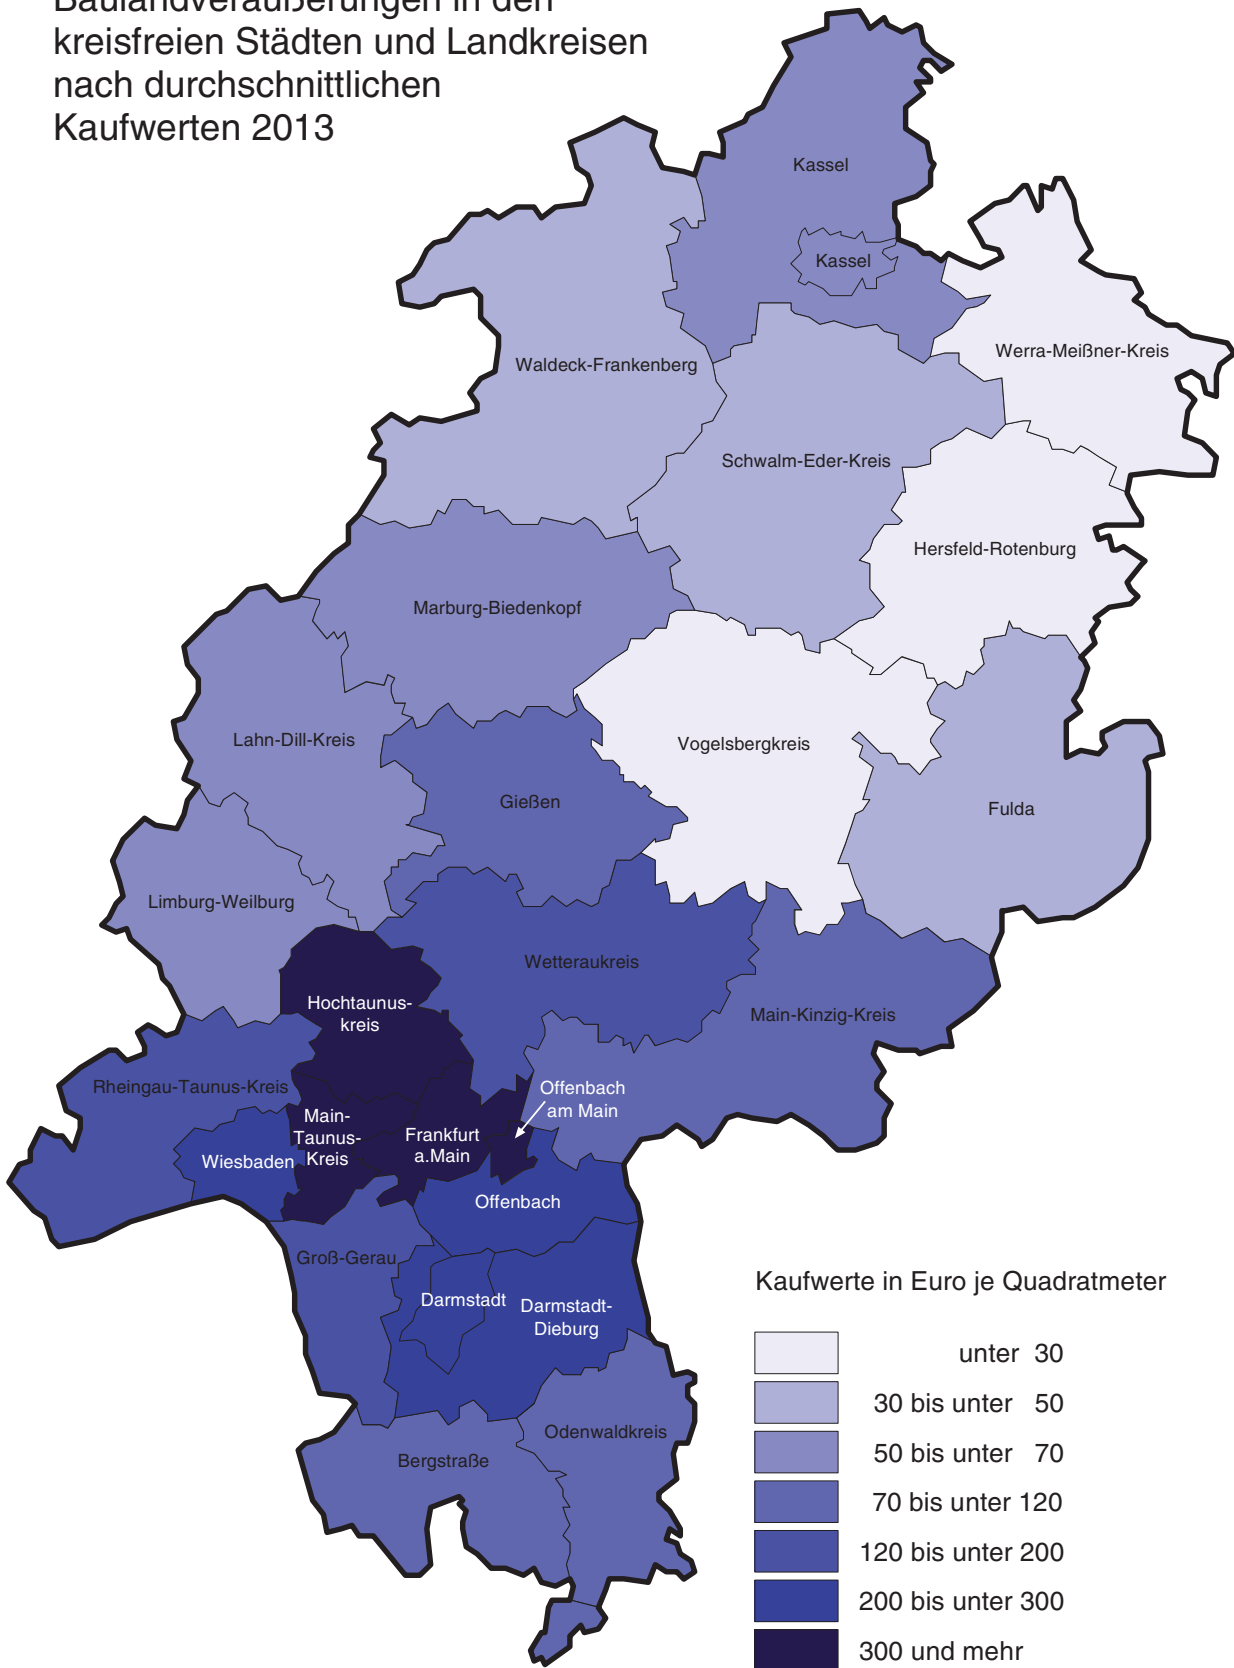 Baulandveräußerungen in den
kreisfreien Städten und Landkreisen
nach durchschnittlichen
Kaufwerten 2013
Kassel
Kassel
Werra-Meißner-Kreis
Waldeck-Frankenberg
Schwalm-Eder-Kreis
Hersfeld-Rotenburg
Marburg-Biedenkopf
Lahn-Dill-Kreis
Vogelsbergkreis
Gießen
Fulda
Limburg-Weilburg
Wetteraukreis
Hochtaunus-
kreis
Main-Kinzig-Kreis
Rheingau-Taunus-Kreis
Offenbach
am Main
Main-
Taunus-
Kreis
Frankfurt
a.Main
Wiesbaden
Offenbach
Groß-Gerau
Darmstadt
Darmstadt-
Dieburg
Odenwaldkreis
Bergstraße
Kaufwerte in Euro je Quadratmeter
unter 30
30 bis unter 50
50 bis unter 70
70 bis unter 120
120 bis unter 200
200 bis unter 300
300 und mehr